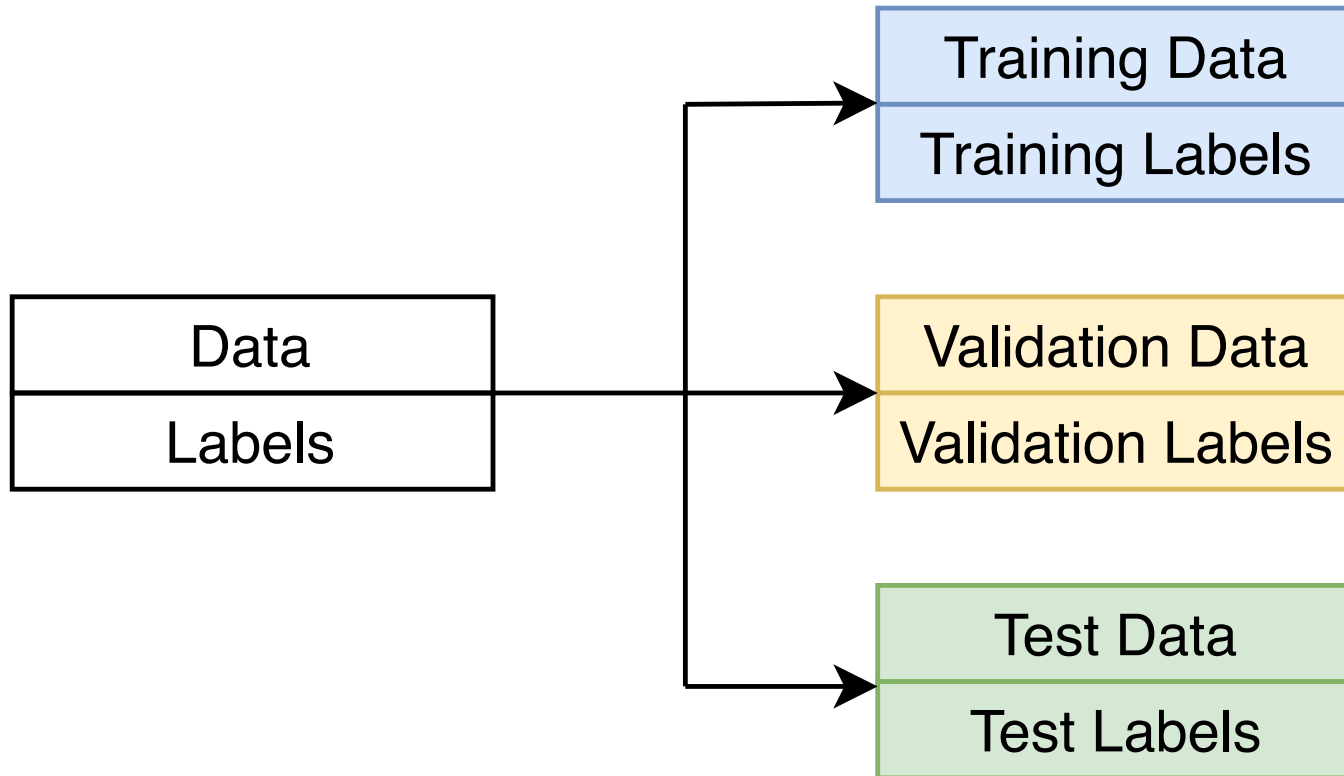 Training Data
Training Labels
Data
Labels
Validation Data
Validation Labels
Test Data
Test Labels